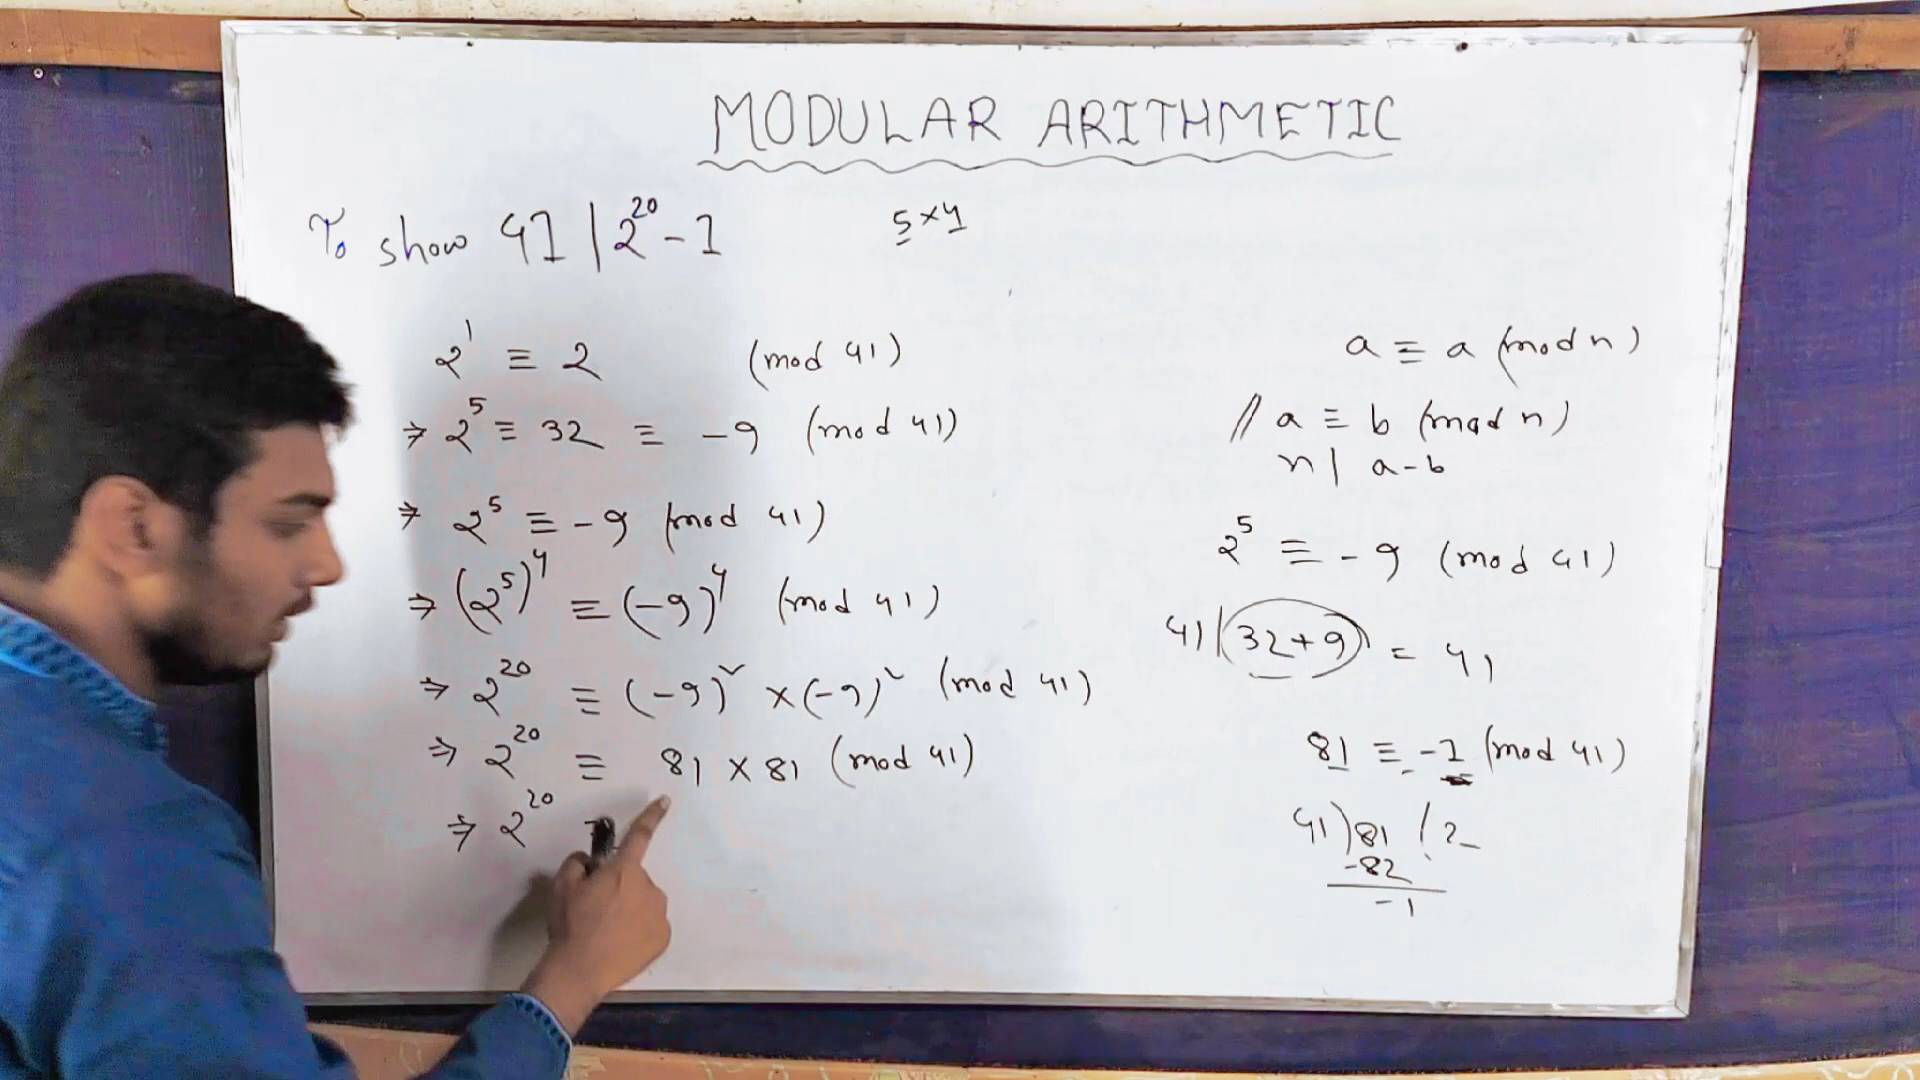 MODULAR ARITHMETIC
To show 41 | 2^20 - 1
5 × 4
2^1 ≡ 2 (mod 41)
⇒ 2^5 ≡ 32 ≡ -9 (mod 41)
⇒ 2^5 ≡ -9 (mod 41)
⇒ (2^5)^4 ≡ (-9)^4 (mod 41)
⇒ 2^20 ≡ (-9)^2 × (-9)^2 (mod 41)
⇒ 2^20 ≡ 81 × 81 (mod 41)
⇒ 2^20
a ≡ a (mod n)
// a ≡ b (mod n)
n | a-b
2^5 ≡ -9 (mod 41)
41 | (32+9) = 41
81 ≡ -1 (mod 41)
41 ) 81 ( 2
-82
-1